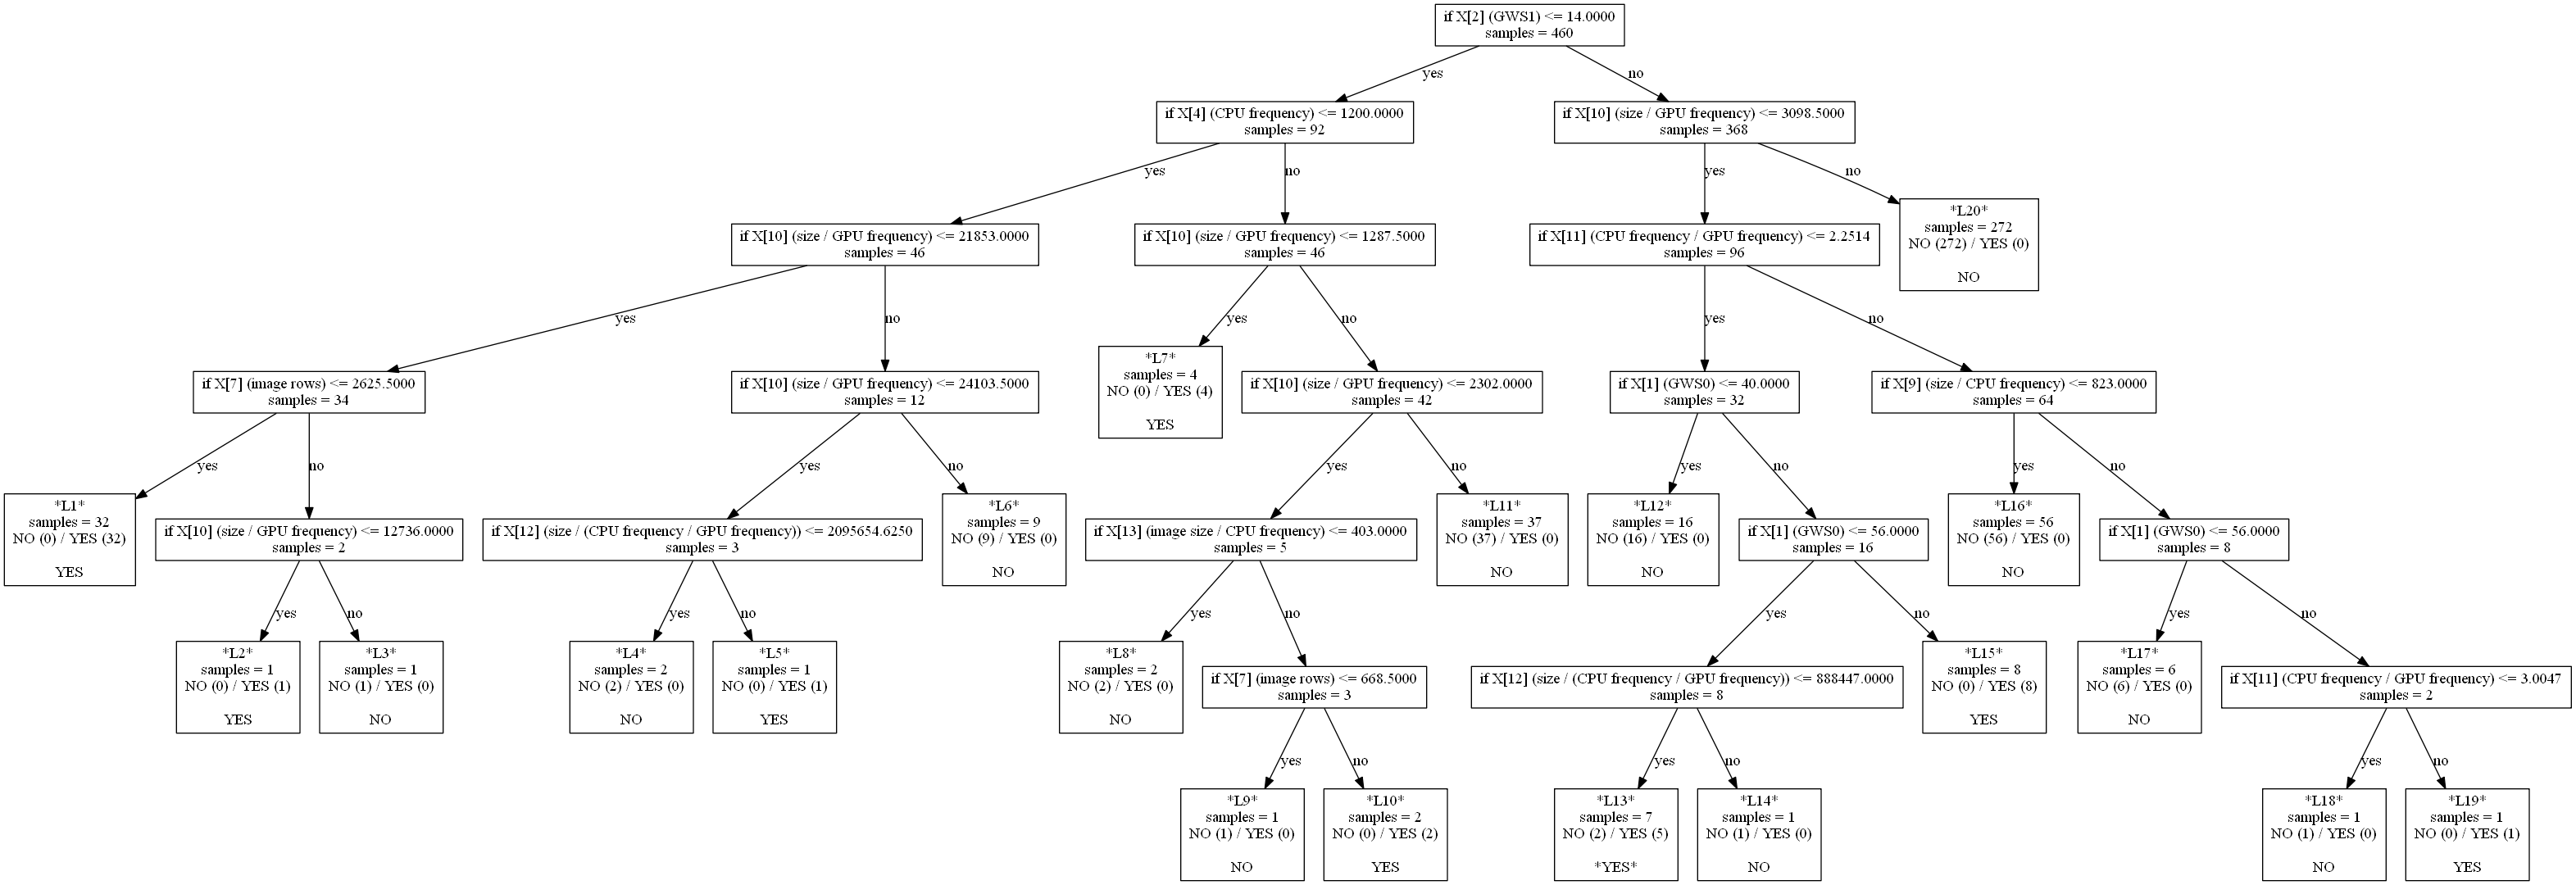 if X[2] (GWS1) <= 14.0000
samples = 460
yes
no
if X[4] (CPU frequency) <= 1200.0000
samples = 92
if X[10] (size / GPU frequency) <= 3098.5000
samples = 368
yes
no
yes
no
if X[10] (size / GPU frequency) <= 21853.0000
samples = 46
if X[10] (size / GPU frequency) <= 1287.5000
samples = 46
if X[11] (CPU frequency / GPU frequency) <= 2.2514
samples = 96
*L20*
samples = 272
NO (272) / YES (0)
NO
yes
no
yes
no
yes
no
if X[7] (image rows) <= 2625.5000
samples = 34
if X[10] (size / GPU frequency) <= 24103.5000
samples = 12
*L7*
samples = 4
NO (0) / YES (4)
YES
if X[10] (size / GPU frequency) <= 2302.0000
samples = 42
if X[1] (GWS0) <= 40.0000
samples = 32
if X[9] (size / CPU frequency) <= 823.0000
samples = 64
yes
no
yes
no
yes
no
yes
no
yes
no
*L1*
samples = 32
NO (0) / YES (32)
YES
if X[10] (size / GPU frequency) <= 12736.0000
samples = 2
if X[12] (size / (CPU frequency / GPU frequency)) <= 2095654.6250
samples = 3
*L6*
samples = 9
NO (9) / YES (0)
NO
if X[13] (image size / CPU frequency) <= 403.0000
samples = 5
*L11*
samples = 37
NO (37) / YES (0)
NO
*L12*
samples = 16
NO (16) / YES (0)
NO
if X[1] (GWS0) <= 56.0000
samples = 16
*L16*
samples = 56
NO (56) / YES (0)
NO
if X[1] (GWS0) <= 56.0000
samples = 8
yes
no
yes
no
yes
no
yes
no
yes
no
*L2*
samples = 1
NO (0) / YES (1)
YES
*L3*
samples = 1
NO (1) / YES (0)
NO
*L4*
samples = 2
NO (2) / YES (0)
NO
*L5*
samples = 1
NO (0) / YES (1)
YES
*L8*
samples = 2
NO (2) / YES (0)
NO
if X[7] (image rows) <= 668.5000
samples = 3
if X[12] (size / (CPU frequency / GPU frequency)) <= 888447.0000
samples = 8
*L15*
samples = 8
NO (0) / YES (8)
YES
*L17*
samples = 6
NO (6) / YES (0)
NO
if X[11] (CPU frequency / GPU frequency) <= 3.0047
samples = 2
yes
no
yes
no
yes
no
*L9*
samples = 1
NO (1) / YES (0)
NO
*L10*
samples = 2
NO (0) / YES (2)
YES
*L13*
samples = 7
NO (2) / YES (5)
*YES*
*L14*
samples = 1
NO (1) / YES (0)
NO
*L18*
samples = 1
NO (1) / YES (0)
NO
*L19*
samples = 1
NO (0) / YES (1)
YES